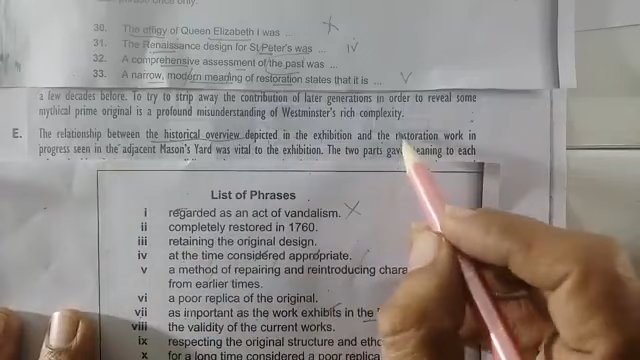 30. The effigy of Queen Elizabeth I was ... X
31. The Renaissance design for St Peter's was ... iv
32. A comprehensive assessment of the past was ...
33. A narrow, modern meaning of restoration states that it is ... V
a few decades before. To try to strip away the contribution of later generations in order to reveal some
mythical prime original is a profound misunderstanding of Westminster's rich complexity.
E. The relationship between the historical overview depicted in the exhibition and the restoration work in
progress seen in the adjacent Mason's Yard was vital to the exhibition. The two parts gave meaning to each
List of Phrases
i regarded as an act of vandalism. X
ii completely restored in 1760.
iii retaining the original design.
iv at the time considered appropriate.
v a method of repairing and reintroducing chara
from earlier times.
vi a poor replica of the original.
vii as important as the work exhibits in the
viii the validity of the current works.
ix respecting the original structure and etho
x for a long time considered a poor replica